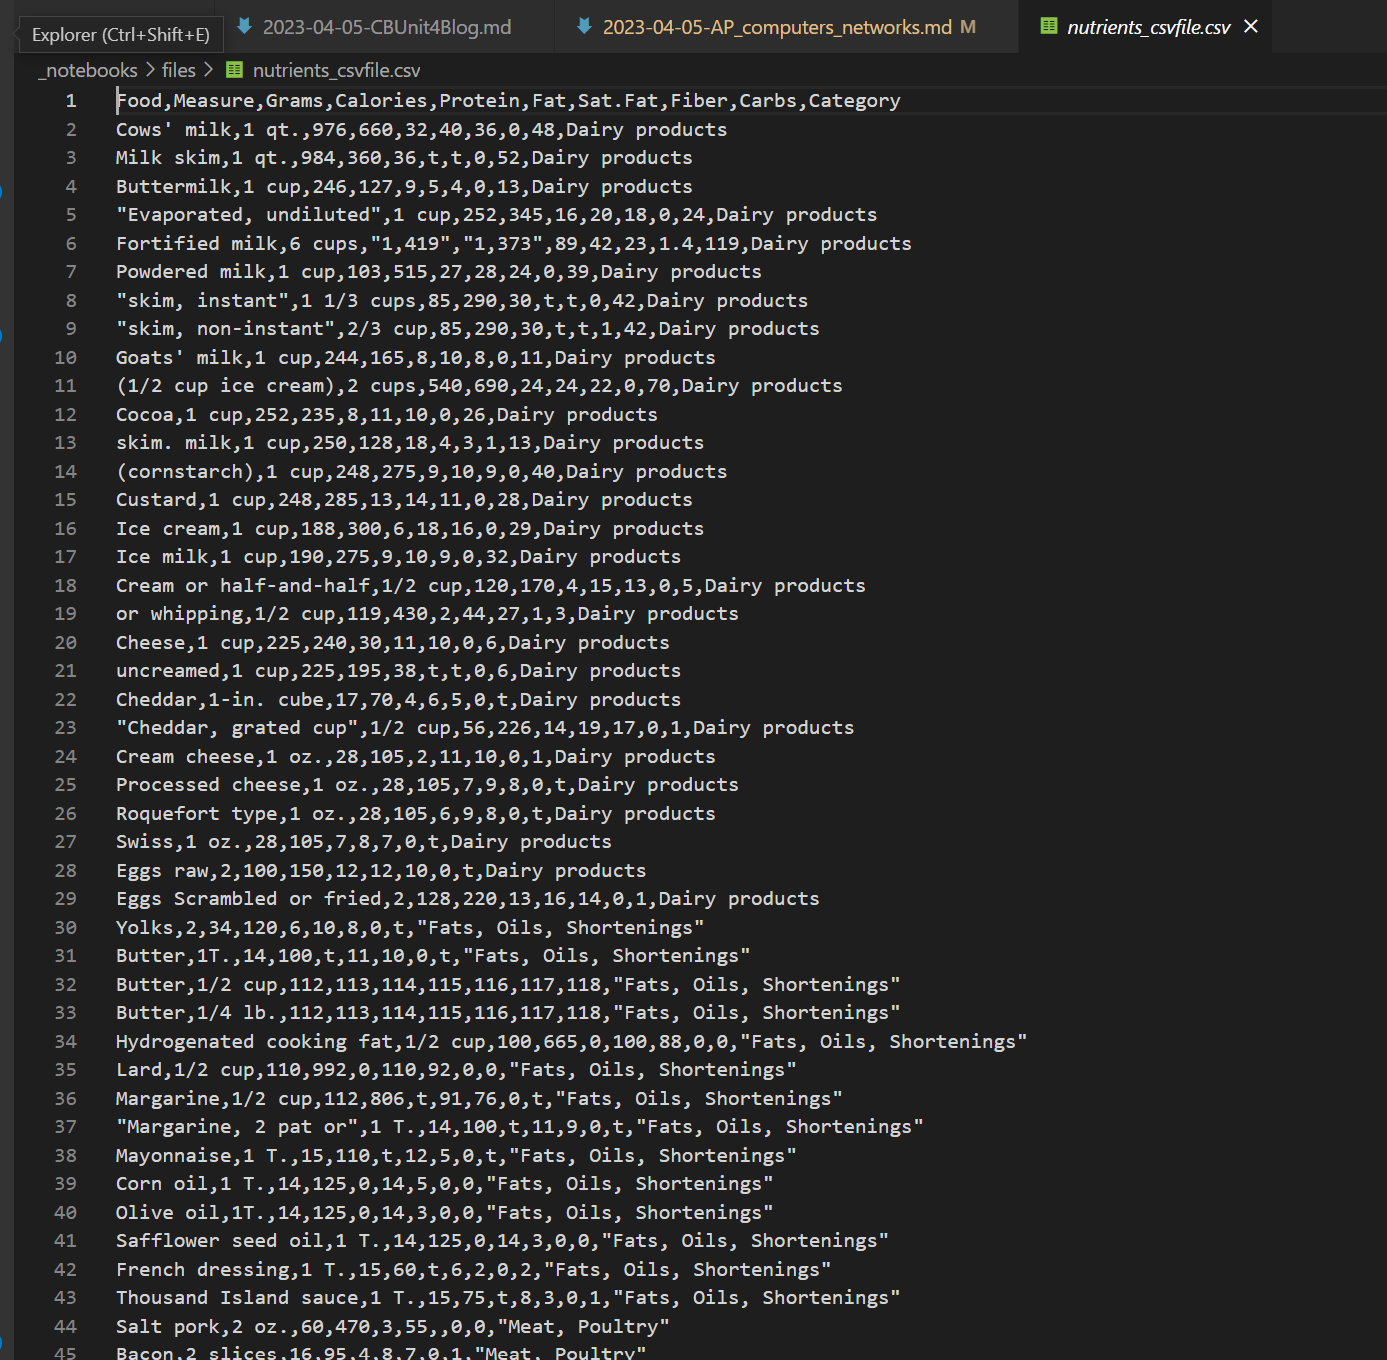 Explorer (Ctrl+Shift+E)
2023-04-05-CBUnit4Blog.md
2023-04-05-AP_computers_networks.md M
nutrients_csvfile.csv
_notebooks > files > nutrients_csvfile.csv
1 Food,Measure,Grams,Calories,Protein,Fat,Sat.Fat,Fiber,Carbs,Category
2 Cows' milk,1 qt.,976,660,32,40,36,0,48,Dairy products
3 Milk skim,1 qt.,984,360,36,t,t,0,52,Dairy products
4 Buttermilk,1 cup,246,127,9,5,4,0,13,Dairy products
5 "Evaporated, undiluted",1 cup,252,345,16,20,18,0,24,Dairy products
6 Fortified milk,6 cups,"1,419","1,373",89,42,23,1.4,119,Dairy products
7 Powdered milk,1 cup,103,515,27,28,24,0,39,Dairy products
8 "skim, instant",1 1/3 cups,85,290,30,t,t,0,42,Dairy products
9 "skim, non-instant",2/3 cup,85,290,30,t,t,1,42,Dairy products
10 Goats' milk,1 cup,244,165,8,10,8,0,11,Dairy products
11 (1/2 cup ice cream),2 cups,540,690,24,24,22,0,70,Dairy products
12 Cocoa,1 cup,252,235,8,11,10,0,26,Dairy products
13 skim. milk,1 cup,250,128,18,4,3,1,13,Dairy products
14 (cornstarch),1 cup,248,275,9,10,9,0,40,Dairy products
15 Custard,1 cup,248,285,13,14,11,0,28,Dairy products
16 Ice cream,1 cup,188,300,6,18,16,0,29,Dairy products
17 Ice milk,1 cup,190,275,9,10,9,0,32,Dairy products
18 Cream or half-and-half,1/2 cup,120,170,4,15,13,0,5,Dairy products
19 or whipping,1/2 cup,119,430,2,44,27,1,3,Dairy products
20 Cheese,1 cup,225,240,30,11,10,0,6,Dairy products
21 uncreamed,1 cup,225,195,38,t,t,0,6,Dairy products
22 Cheddar,1-in. cube,17,70,4,6,5,0,t,Dairy products
23 "Cheddar, grated cup",1/2 cup,56,226,14,19,17,0,1,Dairy products
24 Cream cheese,1 oz.,28,105,2,11,10,0,1,Dairy products
25 Processed cheese,1 oz.,28,105,7,9,8,0,t,Dairy products
26 Roquefort type,1 oz.,28,105,6,9,8,0,t,Dairy products
27 Swiss,1 oz.,28,105,7,8,7,0,t,Dairy products
28 Eggs raw,2,100,150,12,12,10,0,t,Dairy products
29 Eggs Scrambled or fried,2,128,220,13,16,14,0,1,Dairy products
30 Yolks,2,34,120,6,10,8,0,t,"Fats, Oils, Shortenings"
31 Butter,1T.,14,100,t,11,10,0,t,"Fats, Oils, Shortenings"
32 Butter,1/2 cup,112,113,114,115,116,117,118,"Fats, Oils, Shortenings"
33 Butter,1/4 lb.,112,113,114,115,116,117,118,"Fats, Oils, Shortenings"
34 Hydrogenated cooking fat,1/2 cup,100,665,0,100,88,0,0,"Fats, Oils, Shortenings"
35 Lard,1/2 cup,110,992,0,110,92,0,0,"Fats, Oils, Shortenings"
36 Margarine,1/2 cup,112,806,t,91,76,0,t,"Fats, Oils, Shortenings"
37 "Margarine, 2 pat or",1 T.,14,100,t,11,9,0,t,"Fats, Oils, Shortenings"
38 Mayonnaise,1 T.,15,110,t,12,5,0,t,"Fats, Oils, Shortenings"
39 Corn oil,1 T.,14,125,0,14,5,0,0,"Fats, Oils, Shortenings"
40 Olive oil,1T.,14,125,0,14,3,0,0,"Fats, Oils, Shortenings"
41 Safflower seed oil,1 T.,14,125,0,14,3,0,0,"Fats, Oils, Shortenings"
42 French dressing,1 T.,15,60,t,6,2,0,2,"Fats, Oils, Shortenings"
43 Thousand Island sauce,1 T.,15,75,t,8,3,0,1,"Fats, Oils, Shortenings"
44 Salt pork,2 oz.,60,470,3,55,,0,0,"Meat, Poultry"
45 Bacon,2 slices,16,95,4,8,7,0,1,"Meat, Poultry"